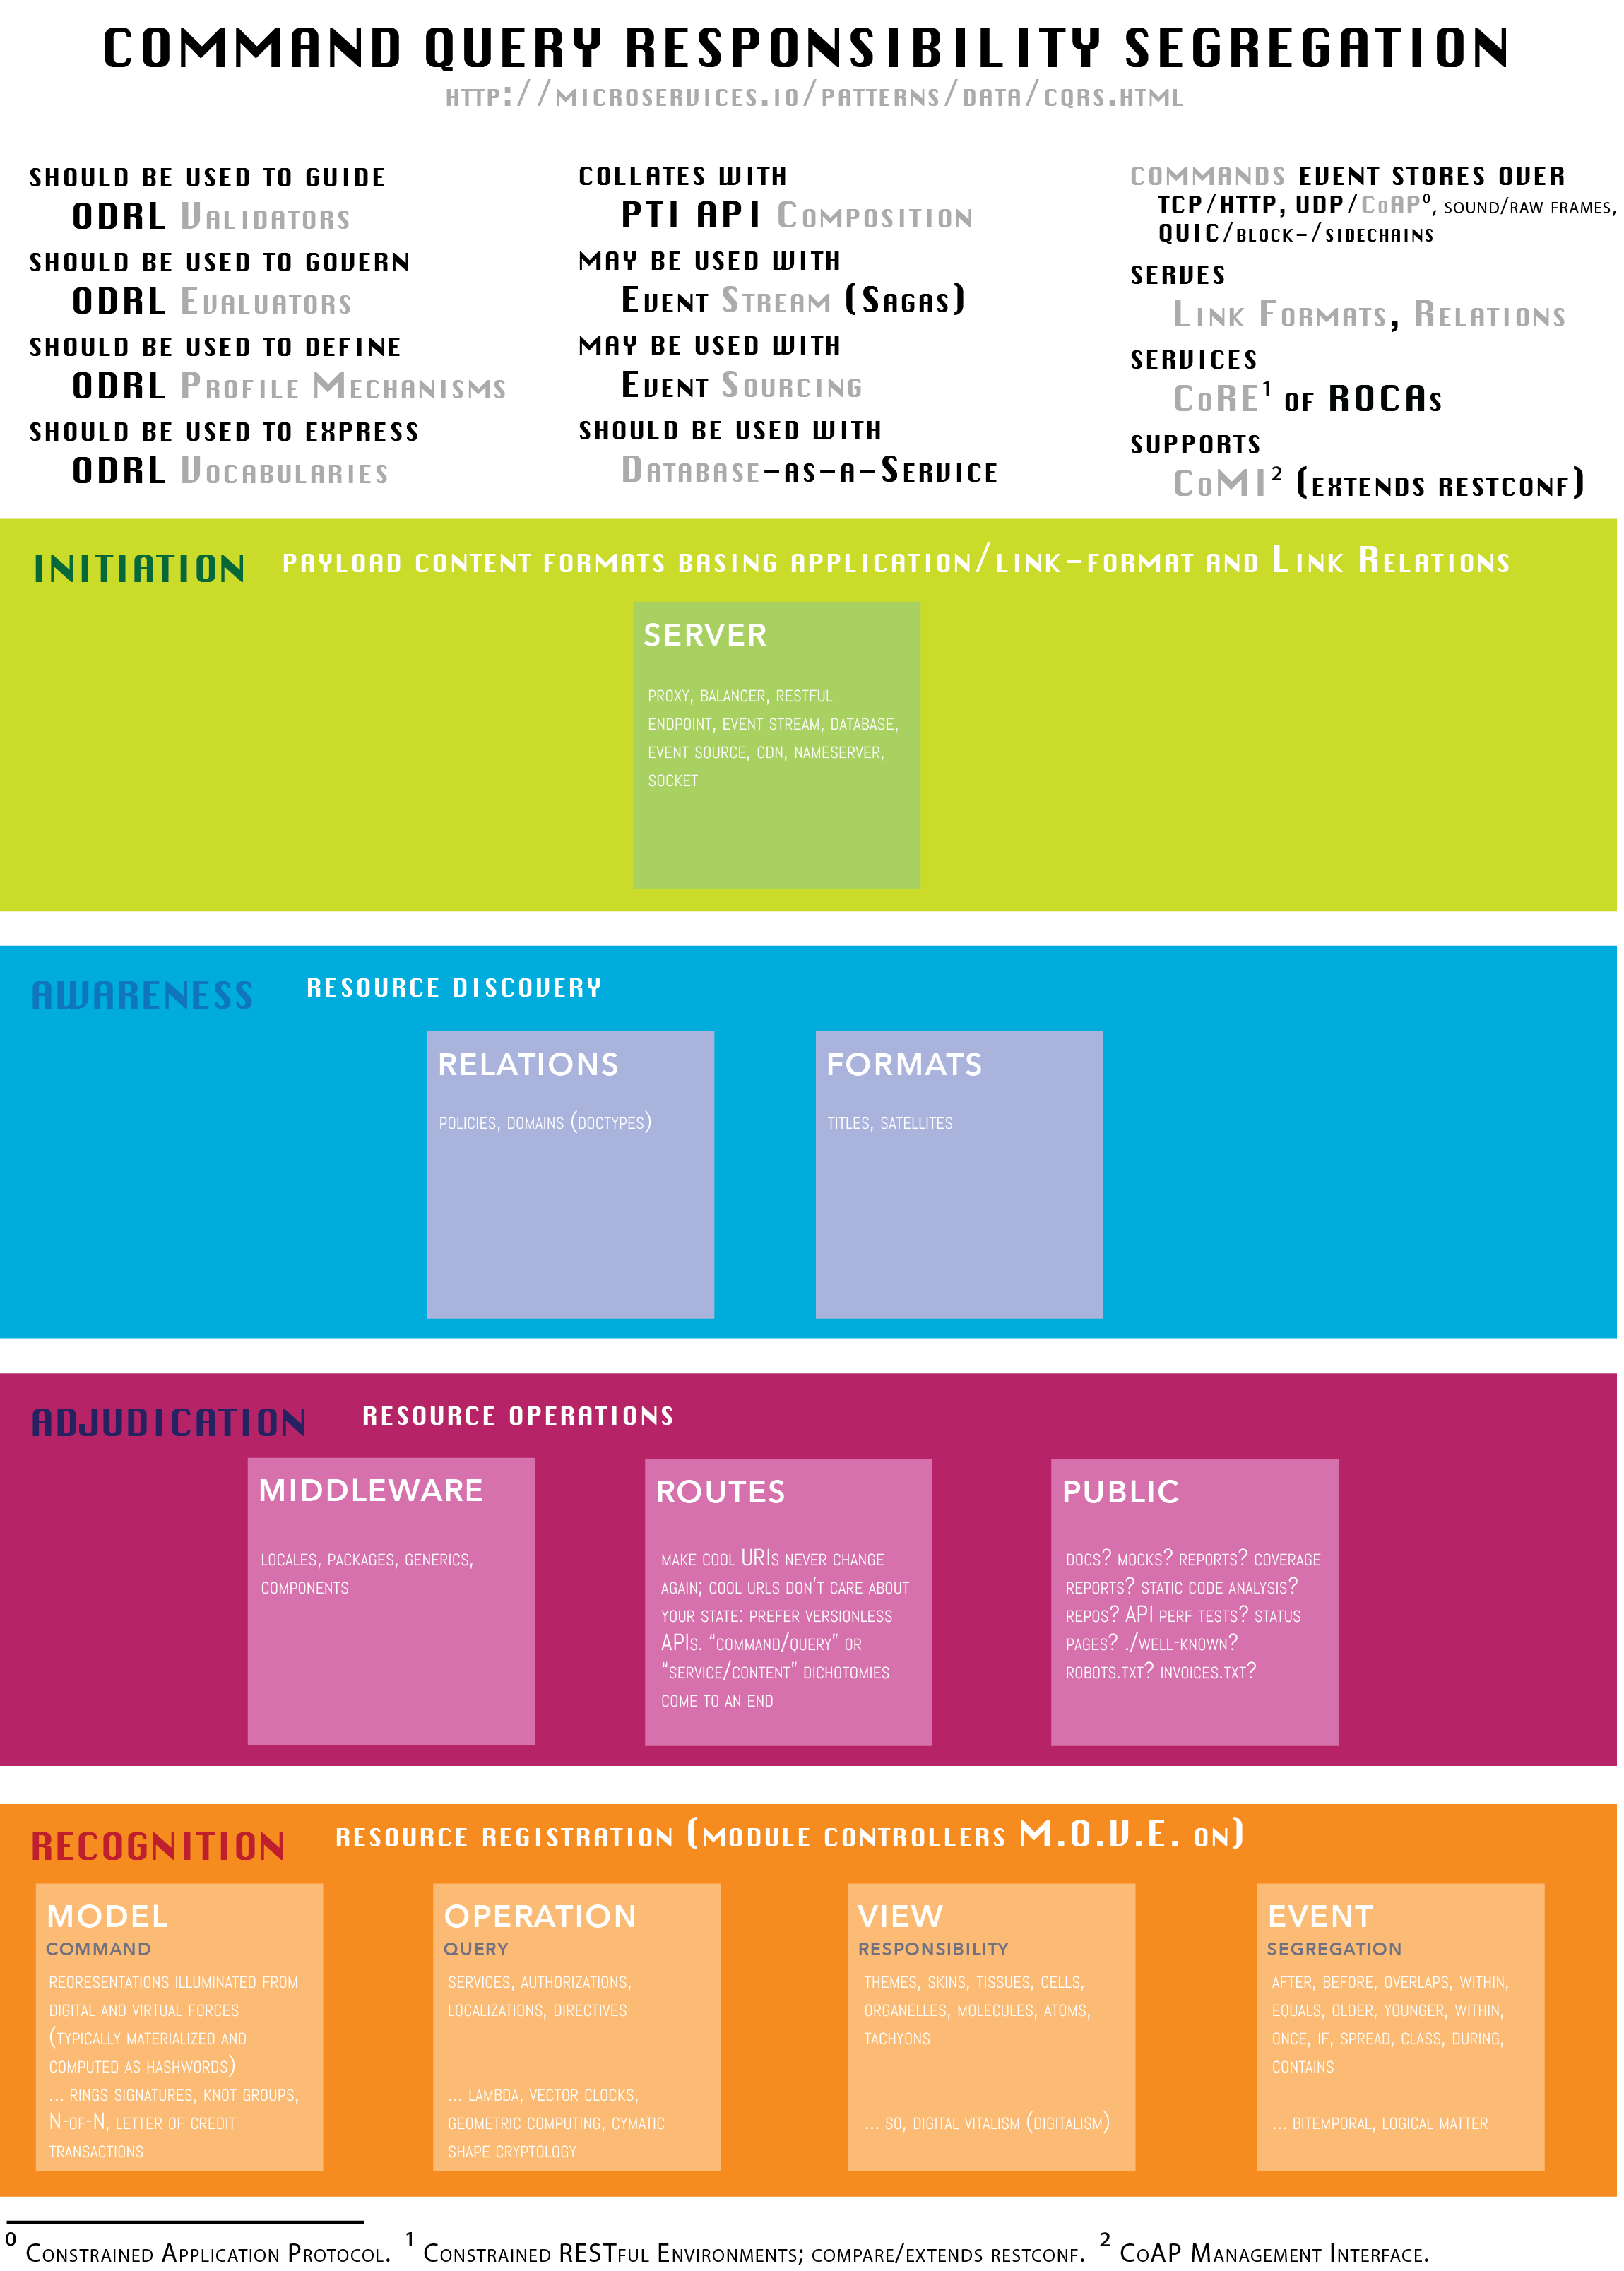 COMMAND QUERY RESPONSIBILITY SEGREGATION
HTTP://MICROSERVICES.IO/PATTERNS/DATA/CQRS.HTML
SHOULD BE USED TO GUIDE
ODRL VALIDATORS
SHOULD BE USED TO GOVERN
ODRL EVALUATORS
SHOULD BE USED TO DEFINE
ODRL PROFILE MECHANISMS
SHOULD BE USED TO EXPRESS
ODRL VOCABULARIES
COLLATES WITH
PTI API COMPOSITION
MAY BE USED WITH
EVENT STREAM (SAGAS)
MAY BE USED WITH
EVENT SOURCING
SHOULD BE USED WITH
DATABASE-AS-A-SERVICE
COMMANDS EVENT STORES OVER
TCP/HTTP, UDP/CoAP⁰, SOUND/RAW FRAMES,
QUIC/BLOCK-/SIDECHAINS
SERVES
LINK FORMATS, RELATIONS
SERVICES
CoRE¹ OF ROCAs
SUPPORTS
CoMI² (EXTENDS RESTCONF)
INITIATION PAYLOAD CONTENT FORMATS BASING APPLICATION/LINK-FORMAT AND LINK RELATIONS
SERVER
PROXY, BALANCER, RESTFUL
ENDPOINT, EVENT STREAM, DATABASE,
EVENT SOURCE, CDN, NAMESERVER,
SOCKET
AWARENESS RESOURCE DISCOVERY
RELATIONS
POLICIES, DOMAINS (DOCTYPES)
FORMATS
TITLES, SATELLITES
ADJUDICATION RESOURCE OPERATIONS
MIDDLEWARE
LOCALES, PACKAGES, GENERICS,
COMPONENTS
ROUTES
MAKE COOL URIS NEVER CHANGE
AGAIN; COOL URLS DON'T CARE ABOUT
YOUR STATE: PREFER VERSIONLESS
APIS. “COMMAND/QUERY” OR
“SERVICE/CONTENT” DICHOTOMIES
COME TO AN END
PUBLIC
DOCS? MOCKS? REPORTS? COVERAGE
REPORTS? STATIC CODE ANALYSIS?
REPOS? API PERF TESTS? STATUS
PAGES? ./WELL-KNOWN?
ROBOTS.TXT? INVOICES.TXT?
RECOGNITION RESOURCE REGISTRATION (MODULE CONTROLLERS M.O.V.E. ON)
MODEL
COMMAND
REORESENTATIONS ILLUMINATED FROM
DIGITAL AND VIRTUAL FORCES
(TYPICALLY MATERIALIZED AND
COMPUTED AS HASHWORDS)
... RINGS SIGNATURES, KNOT GROUPS,
N-OF-N, LETTER OF CREDIT
TRANSACTIONS
OPERATION
QUERY
SERVICES, AUTHORIZATIONS,
LOCALIZATIONS, DIRECTIVES
... LAMBDA, VECTOR CLOCKS,
GEOMETRIC COMPUTING, CYMATIC
SHAPE CRYPTOLOGY
VIEW
RESPONSIBILITY
THEMES, SKINS, TISSUES, CELLS,
ORGANELLES, MOLECULES, ATOMS,
TACHYONS
... SO, DIGITAL VITALISM (DIGITALISM)
EVENT
SEGREGATION
AFTER, BEFORE, OVERLAPS, WITHIN,
EQUALS, OLDER, YOUNGER, WITHIN,
ONCE, IF, SPREAD, CLASS, DURING,
CONTAINS
... BITEMPORAL, LOGICAL MATTER
⁰ CONSTRAINED APPLICATION PROTOCOL. ¹ CONSTRAINED RESTFUL ENVIRONMENTS; COMPARE/EXTENDS RESTCONF. ² COAP MANAGEMENT INTERFACE.